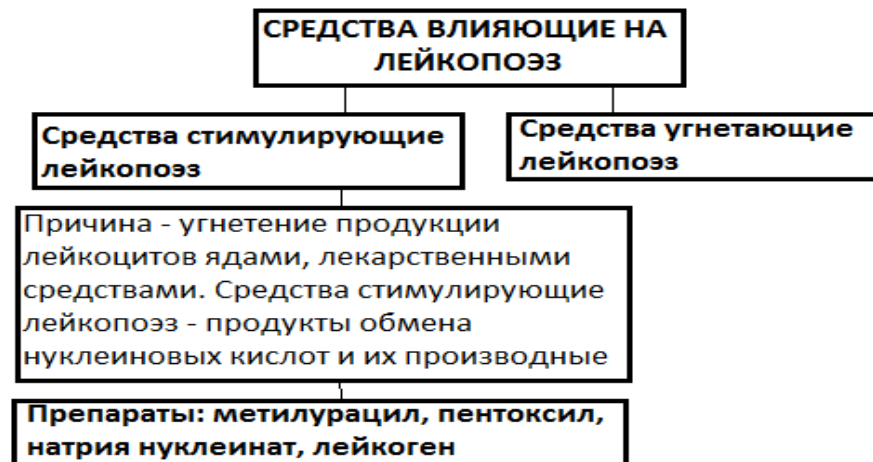 СРЕДСТВА ВЛИЯЮЩИЕ НА
ЛЕЙКОПОЭЗ
Средства стимулирующие
лейкопоэз
Средства угнетающие
лейкопоэз
Причина - угнетение продукции
лейкоцитов ядами, лекарственными
средствами. Средства стимулирующие
лейкопоэз - продукты обмена
нуклеиновых кислот и их производные
Препараты: метилурацил, пентоксил,
натрия нуклеинат, лейкоген